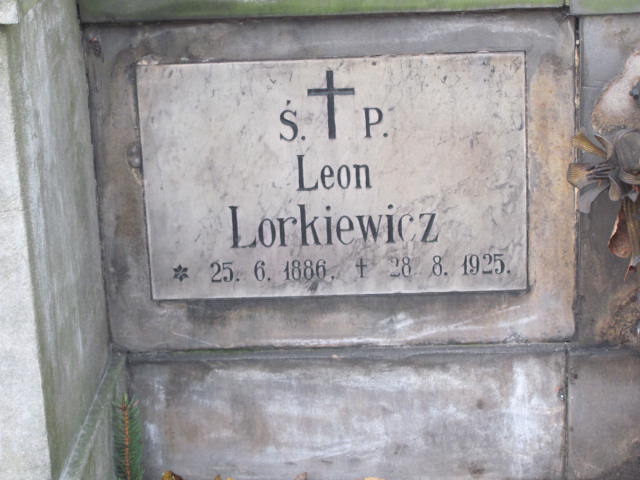 Ś. P.
Leon
Lorkiewicz
* 25. 6. 1886. † 28. 8. 1925.